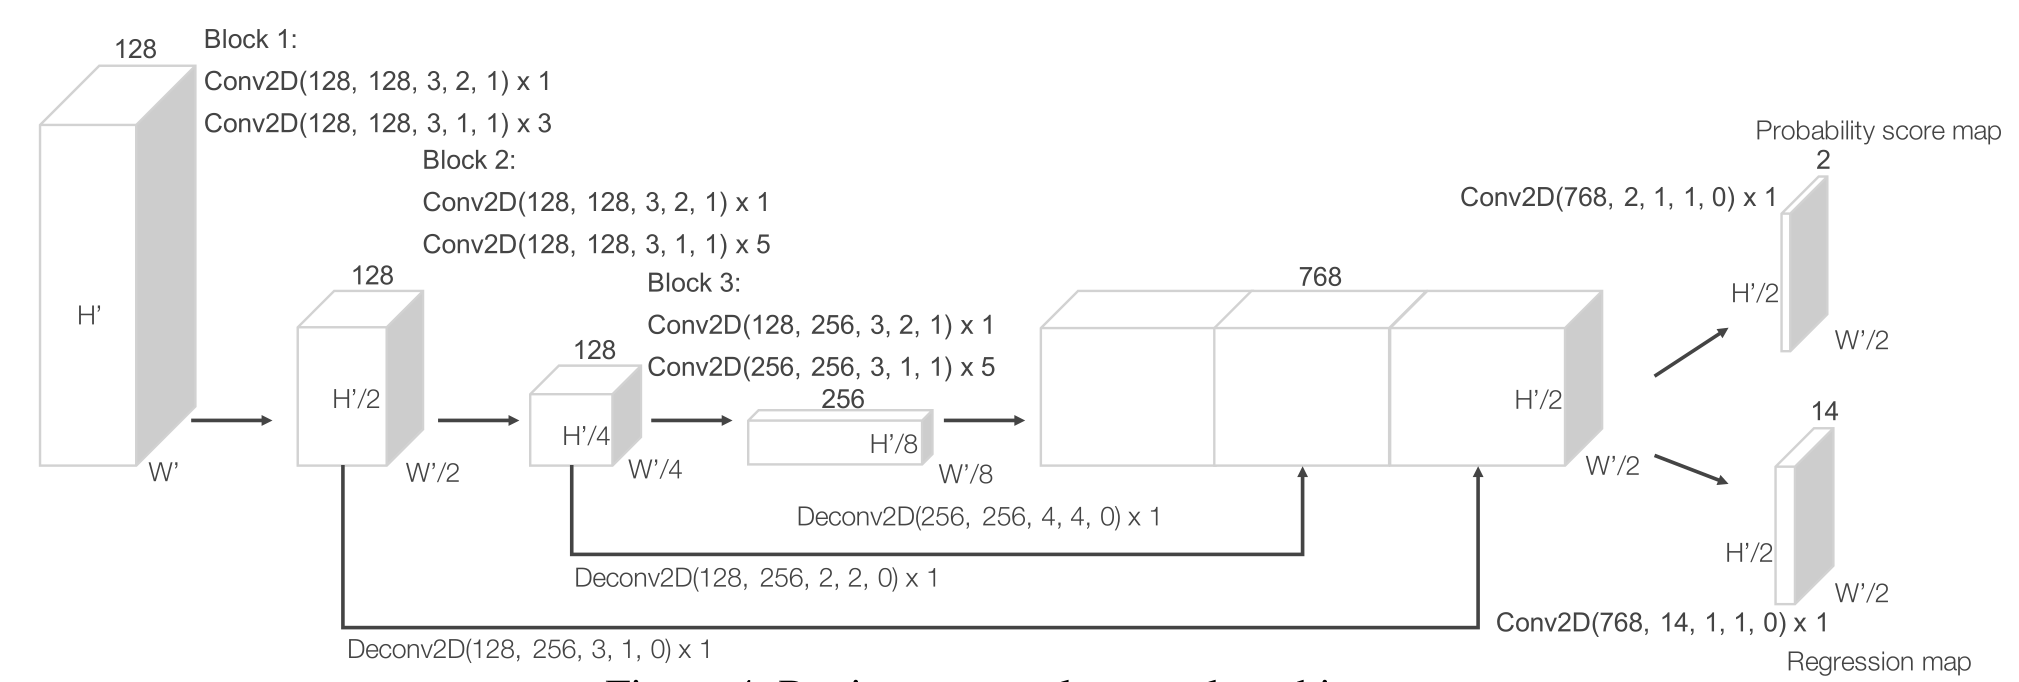 128
Block 1:
Conv2D(128, 128, 3, 2, 1) x 1
Conv2D(128, 128, 3, 1, 1) x 3
H’
W’
Block 2:
Conv2D(128, 128, 3, 2, 1) x 1
Conv2D(128, 128, 3, 1, 1) x 5
128
H’/2
W’/2
Block 3:
Conv2D(128, 256, 3, 2, 1) x 1
Conv2D(256, 256, 3, 1, 1) x 5
128
H’/4
W’/4
256
H’/8
W’/8
768
H’/2
W’/2
Deconv2D(256, 256, 4, 4, 0) x 1
Deconv2D(128, 256, 2, 2, 0) x 1
Deconv2D(128, 256, 3, 1, 0) x 1
Probability score map
2
Conv2D(768, 2, 1, 1, 0) x 1
H’/2
W’/2
14
H’/2
W’/2
Conv2D(768, 14, 1, 1, 0) x 1
Regression map